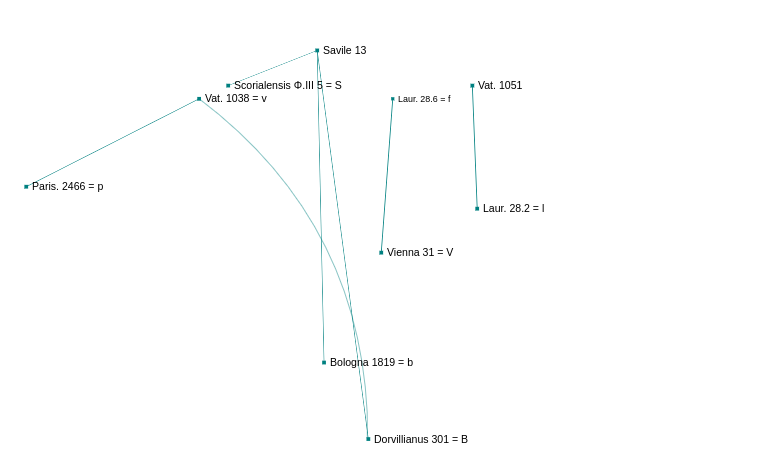 Savile 13
Scorialensis Φ.III 5 = S
Vat. 1051
Vat. 1038 = v
Laur. 28.6 = f
Paris. 2466 = p
Laur. 28.2 = l
Vienna 31 = V
Bologna 1819 = b
Dorvillianus 301 = B